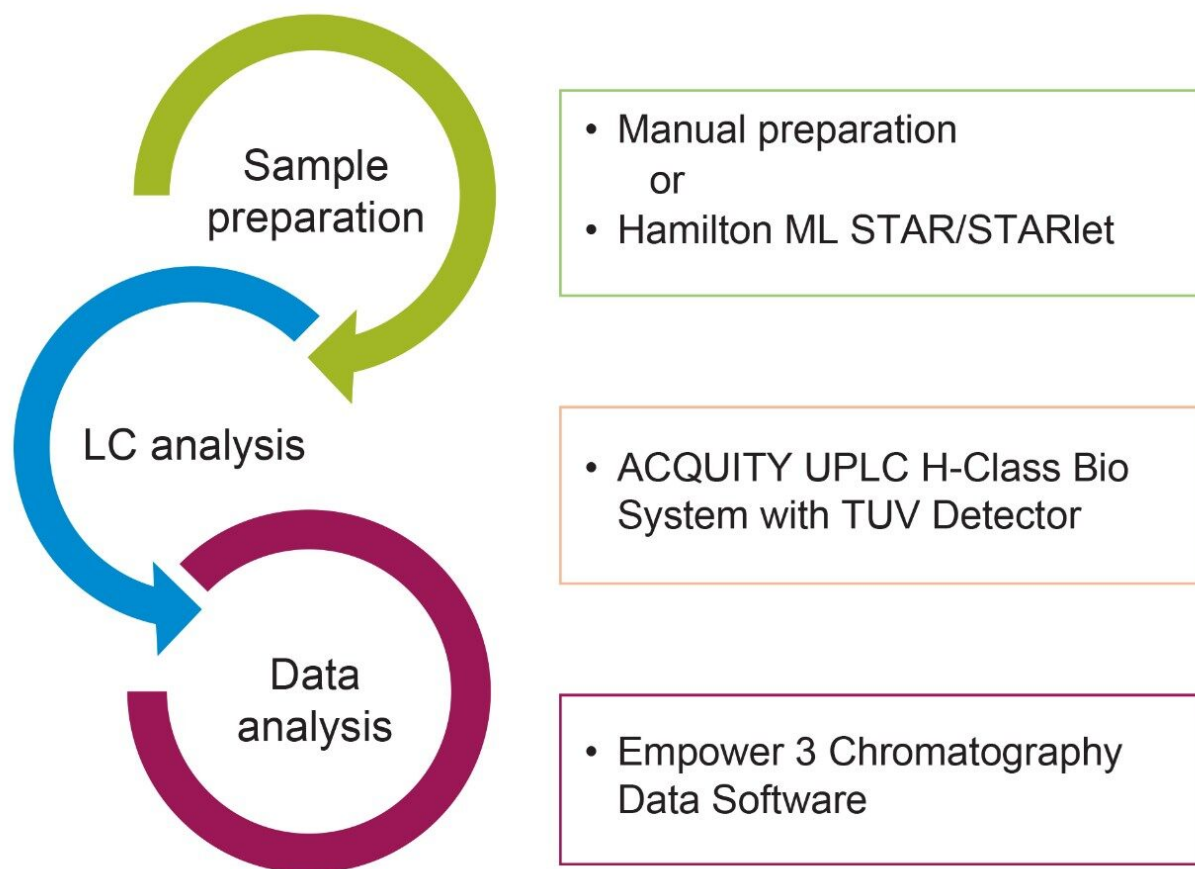 Sample
preparation
• Manual preparation
or
• Hamilton ML STAR/STARlet
LC analysis
• ACQUITY UPLC H-Class Bio
System with TUV Detector
Data
analysis
• Empower 3 Chromatography
Data Software